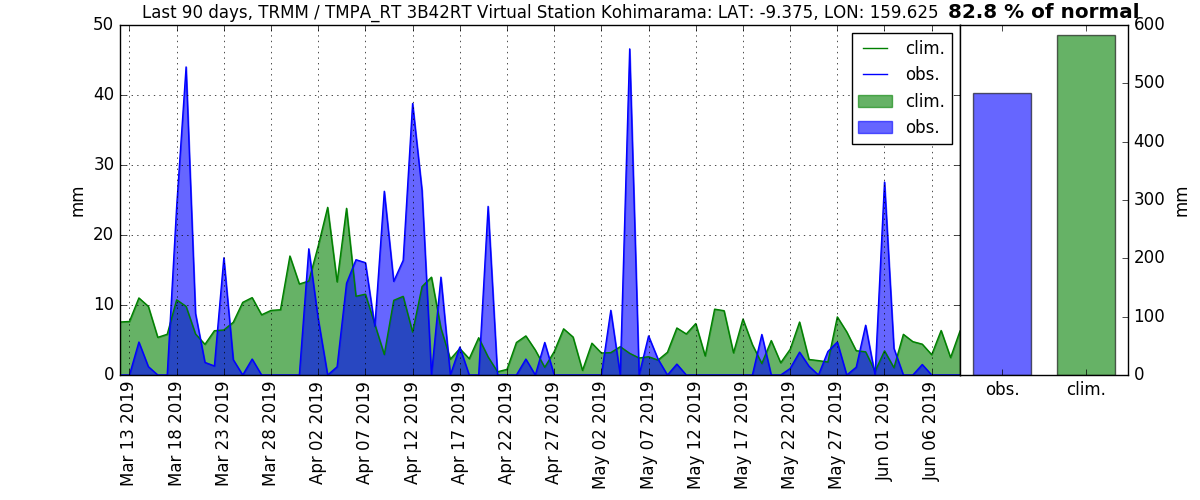 Last 90 days, TRMM / TMPA_RT 3B42RT Virtual Station Kohimarama: LAT: -9.375, LON: 159.625
82.8 % of normal
50
40
30
20
10
0
mm
clim.
obs.
clim.
obs.
Mar 13 2019
Mar 18 2019
Mar 23 2019
Mar 28 2019
Apr 02 2019
Apr 07 2019
Apr 12 2019
Apr 17 2019
Apr 22 2019
Apr 27 2019
May 02 2019
May 07 2019
May 12 2019
May 17 2019
May 22 2019
May 27 2019
Jun 01 2019
Jun 06 2019
600
500
400
300
200
100
0
mm
obs.
clim.